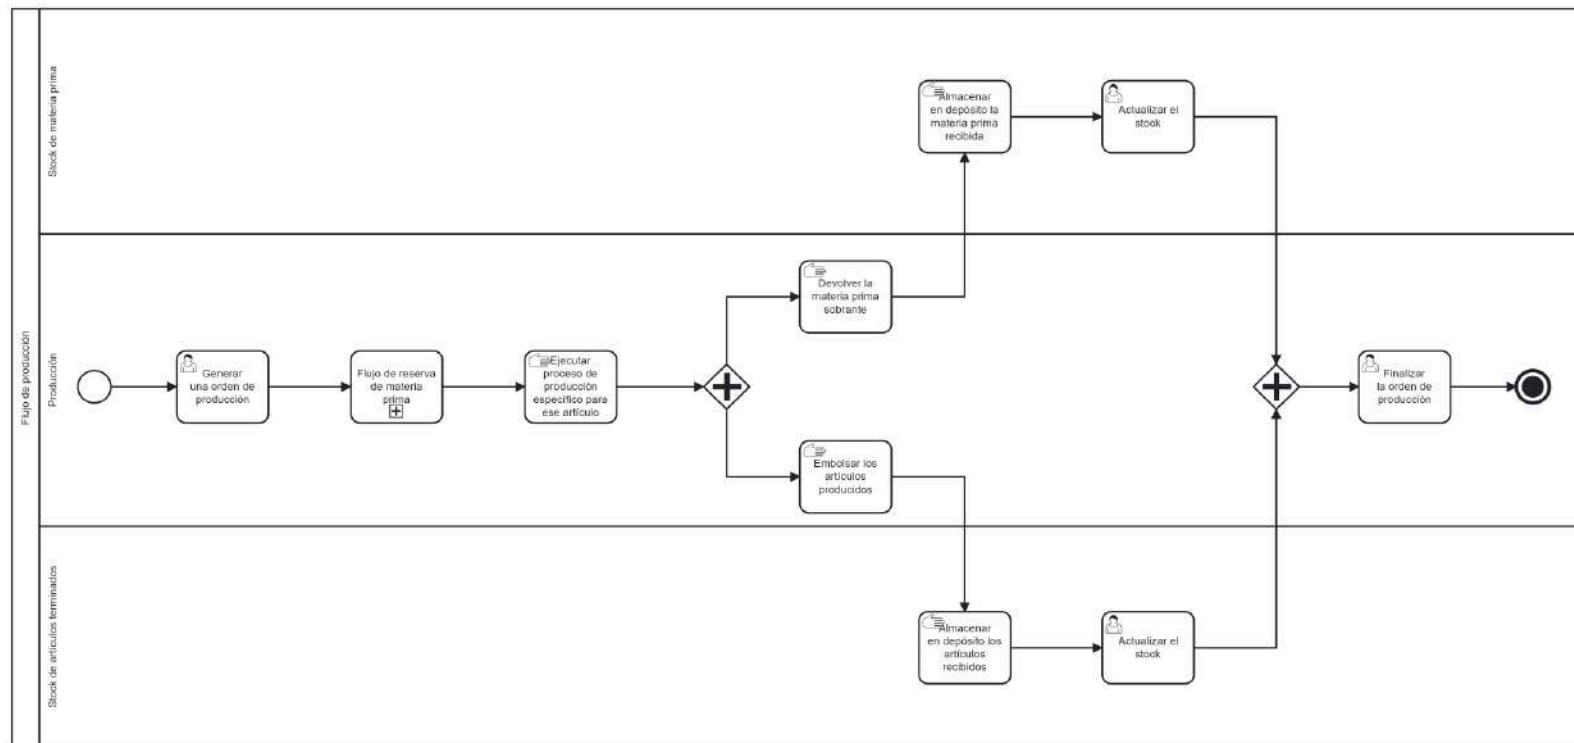 Flujo de producción
Stock de materia prima
Almacenar
en depósito la
materia prima
recibida
Actualizar el
stock
Producción
Generar
una orden de
producción
Flujo de reserva
de materia
prima
Ejecutar
proceso de
producción
específico para
ese artículo
Devolver la
materia prima
sobrante
Embolsar los
artículos
producidos
Finalizar
la orden de
producción
Stock de artículos terminados
Almacenar
en depósito los
artículos
recibidos
Actualizar el
stock